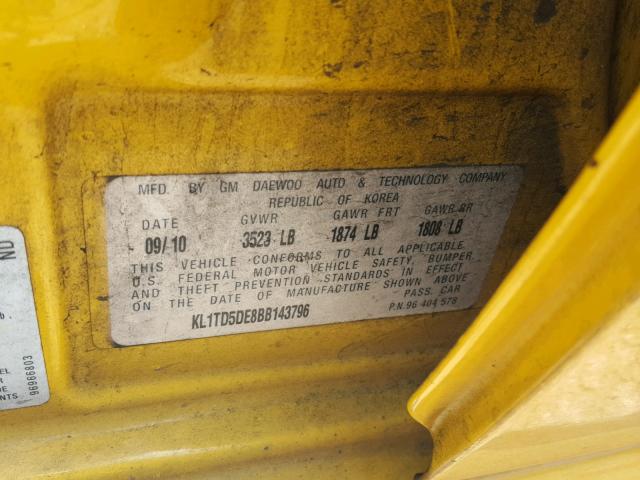 MFD. BY GM DAEWOO AUTO & TECHNOLOGY COMPANY
REPUBLIC OF KOREA
DATE GVWR GAWR FRT GAWR RR
09/10 3523 LB 1874 LB 1808 LB
THIS VEHICLE CONFORMS TO ALL APPLICABLE
U.S. FEDERAL MOTOR VEHICLE SAFETY, BUMPER
AND THEFT PREVENTION STANDARDS IN EFFECT
ON THE DATE OF MANUFACTURE SHOWN ABOVE
PASS. CAR
KL1TD5DE8BB143796
P.N. 96 404 578
ND
96966803